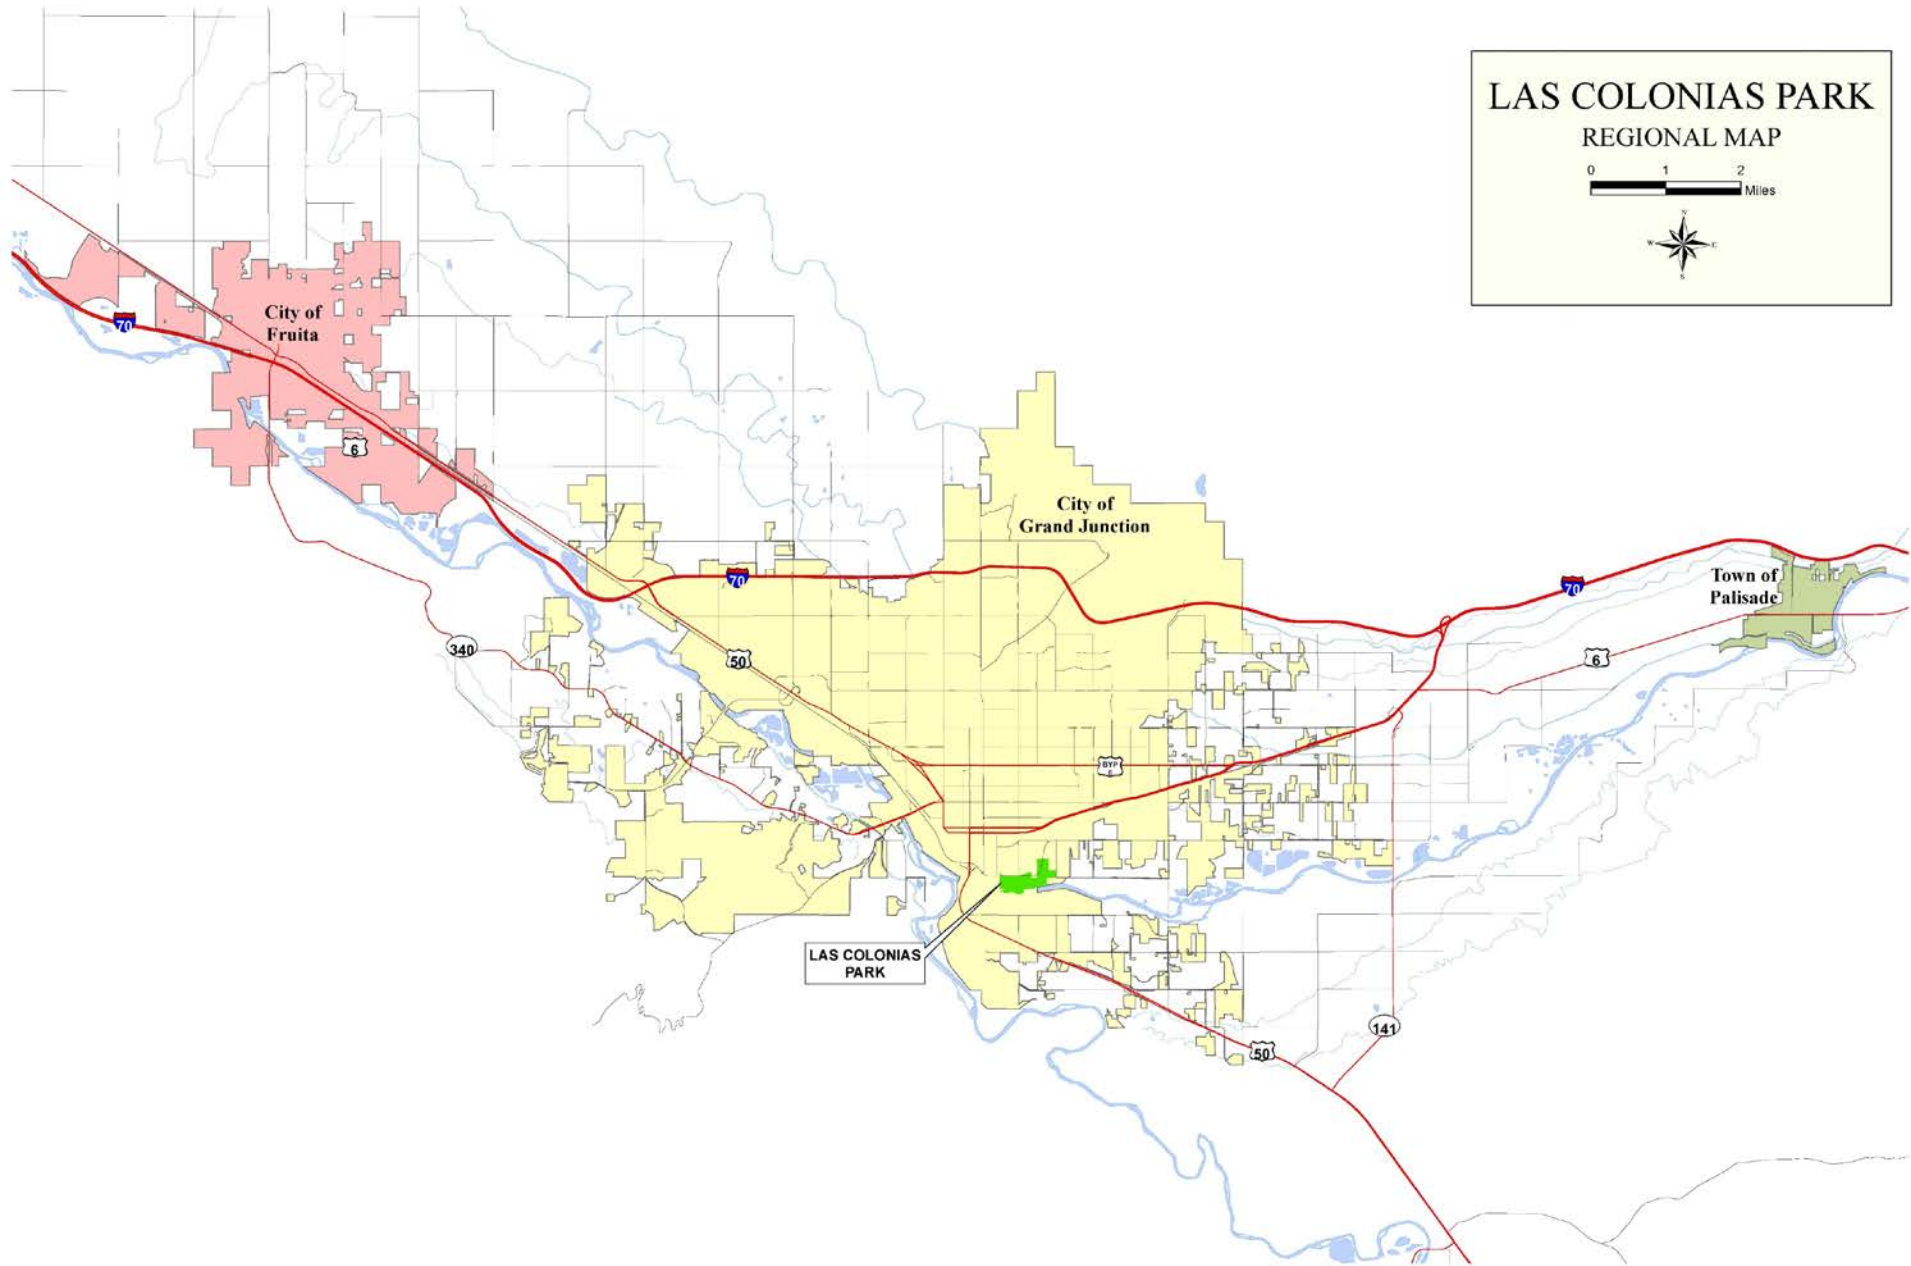 LAS COLONIAS PARK
REGIONAL MAP
0 1 2
Miles
N
W E
S
City of
Fruita
70
6
City of
Grand Junction
70
70
Town of
Palisade
340
50
6
BYP
6
LAS COLONIAS
PARK
141
50